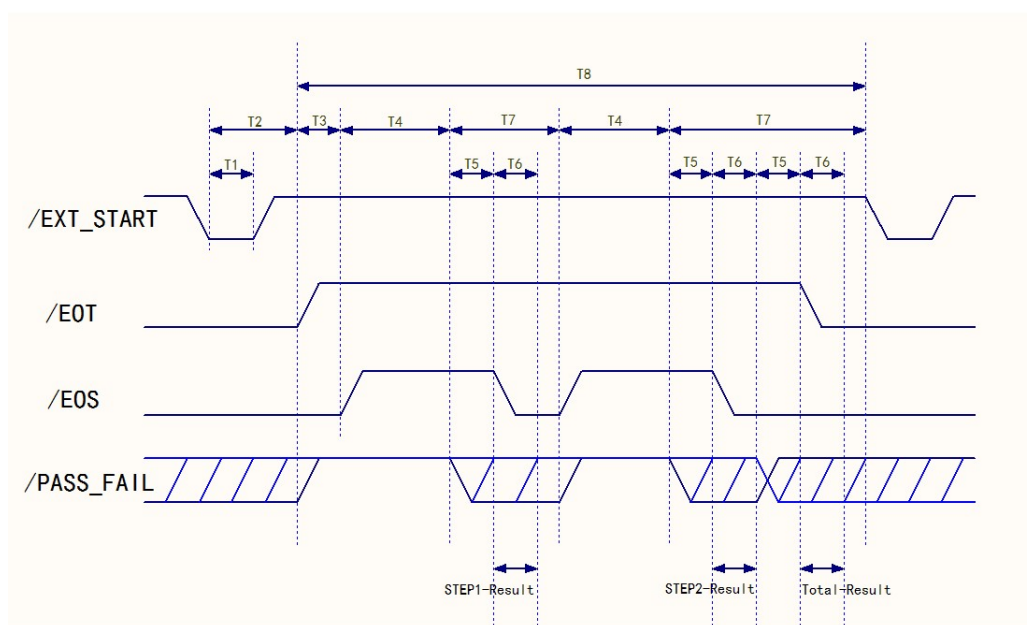 T8
T2 T3 T4 T7 T4 T7
T1 T5 T6 T5 T6 T5 T6
/EXT_START
/EOT
/EOS
/PASS_FAIL
STEP1-Result STEP2-Result Total-Result